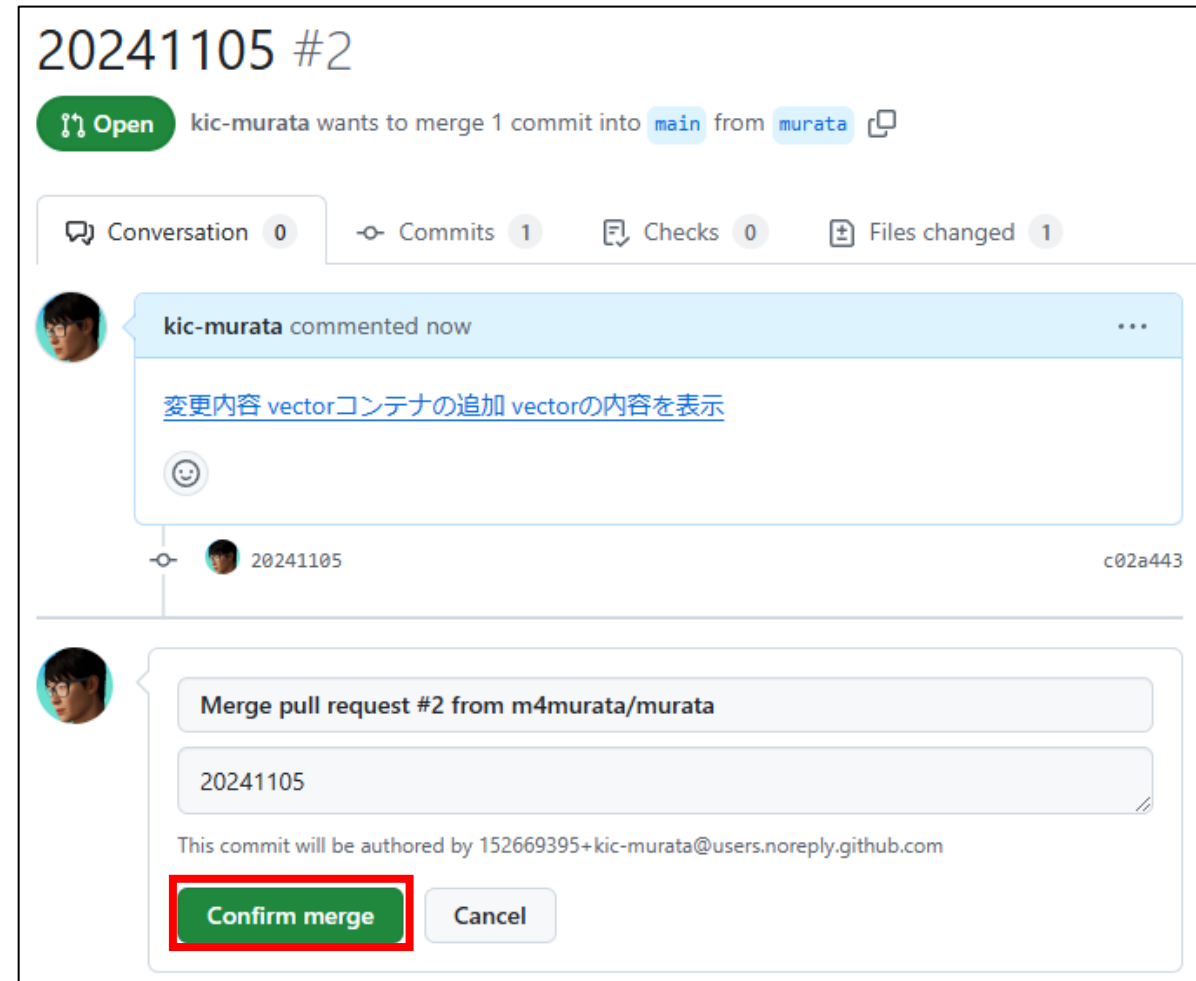 20241105 #2
Open kic-murata wants to merge 1 commit into main from murata
Conversation 0 Commits 1 Checks 0 Files changed 1
kic-murata commented now
変更内容 vectorコンテナの追加 vectorの内容を表示
20241105 c02a443
Merge pull request #2 from m4murata/murata
20241105
This commit will be authored by 152669395+kic-murata@users.noreply.github.com
Confirm merge Cancel